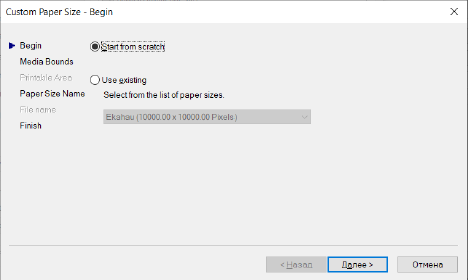 Custom Paper Size - Begin
Begin
Start from scratch
Media Bounds
Printable Area
Use existing
Paper Size Name
Select from the list of paper sizes.
File name
Ekahau (10000.00 x 10000.00 Pixels)
Finish
< Назад
Далее >
Отмена